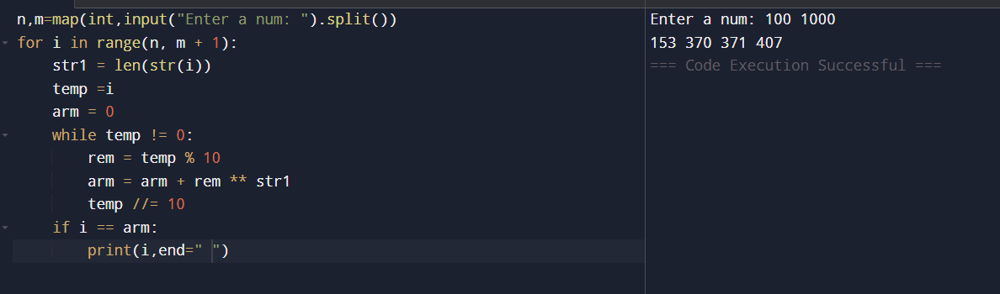 n,m=map(int,input("Enter a num: ").split())
for i in range(n, m + 1):
    str1 = len(str(i))
    temp =i
    arm = 0
    while temp != 0:
        rem = temp % 10
        arm = arm + rem ** str1
        temp //= 10
    if i == arm:
        print(i,end=" ")
Enter a num: 100 1000
153 370 371 407
=== Code Execution Successful ===